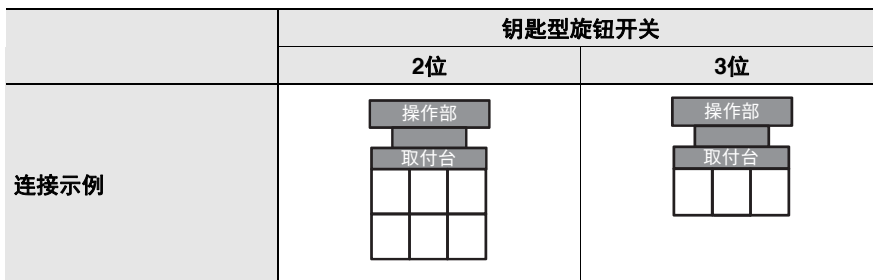 钥匙型旋钮开关
2位
3位
连接示例
操作部
取付台
操作部
取付台